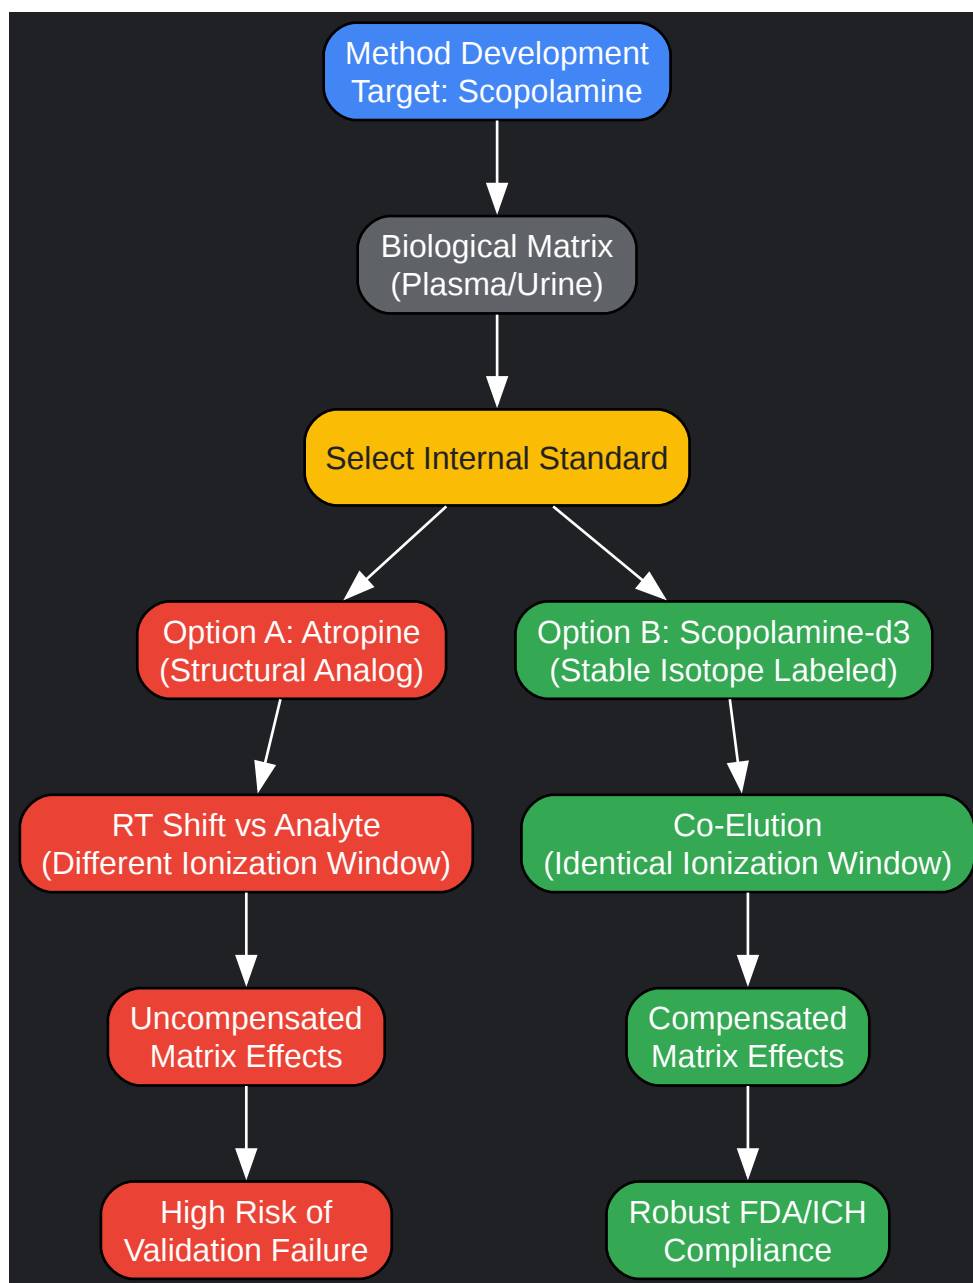 Method Development
Target: Scopolamine
Biological Matrix
(Plasma/Urine)
Select Internal Standard
Option A: Atropine
(Structural Analog)
Option B: Scopolamine-d3
(Stable Isotope Labeled)
RT Shift vs Analyte
(Different Ionization Window)
Co-Elution
(Identical Ionization Window)
Uncompensated
Matrix Effects
Compensated
Matrix Effects
High Risk of
Validation Failure
Robust FDA/ICH
Compliance